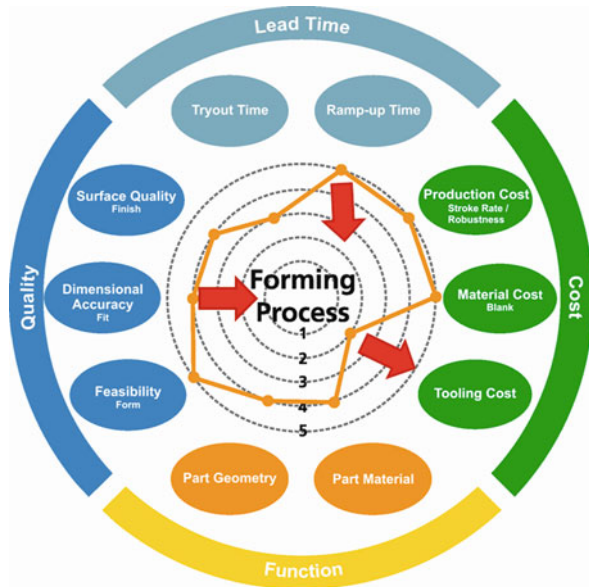 Lead Time
Tryout Time
Ramp-up Time
Quality
Surface Quality
Finish
Production Cost
Stroke Rate /
Robustness
Dimensional
Accuracy
Fit
Forming
Process
Material Cost
Blank
Cost
1
2
3
4
5
Feasibility
Form
Tooling Cost
Part Geometry
Part Material
Function